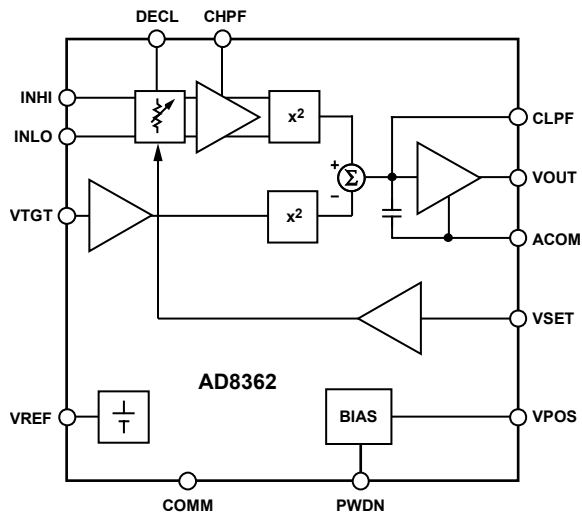 DECL CHPF
INHI
x²
CLPF
INLO
+
Σ
VOUT
−
VTGT
x²
ACOM
VSET
AD8362
VREF
BIAS
VPOS
COMM
PWDN